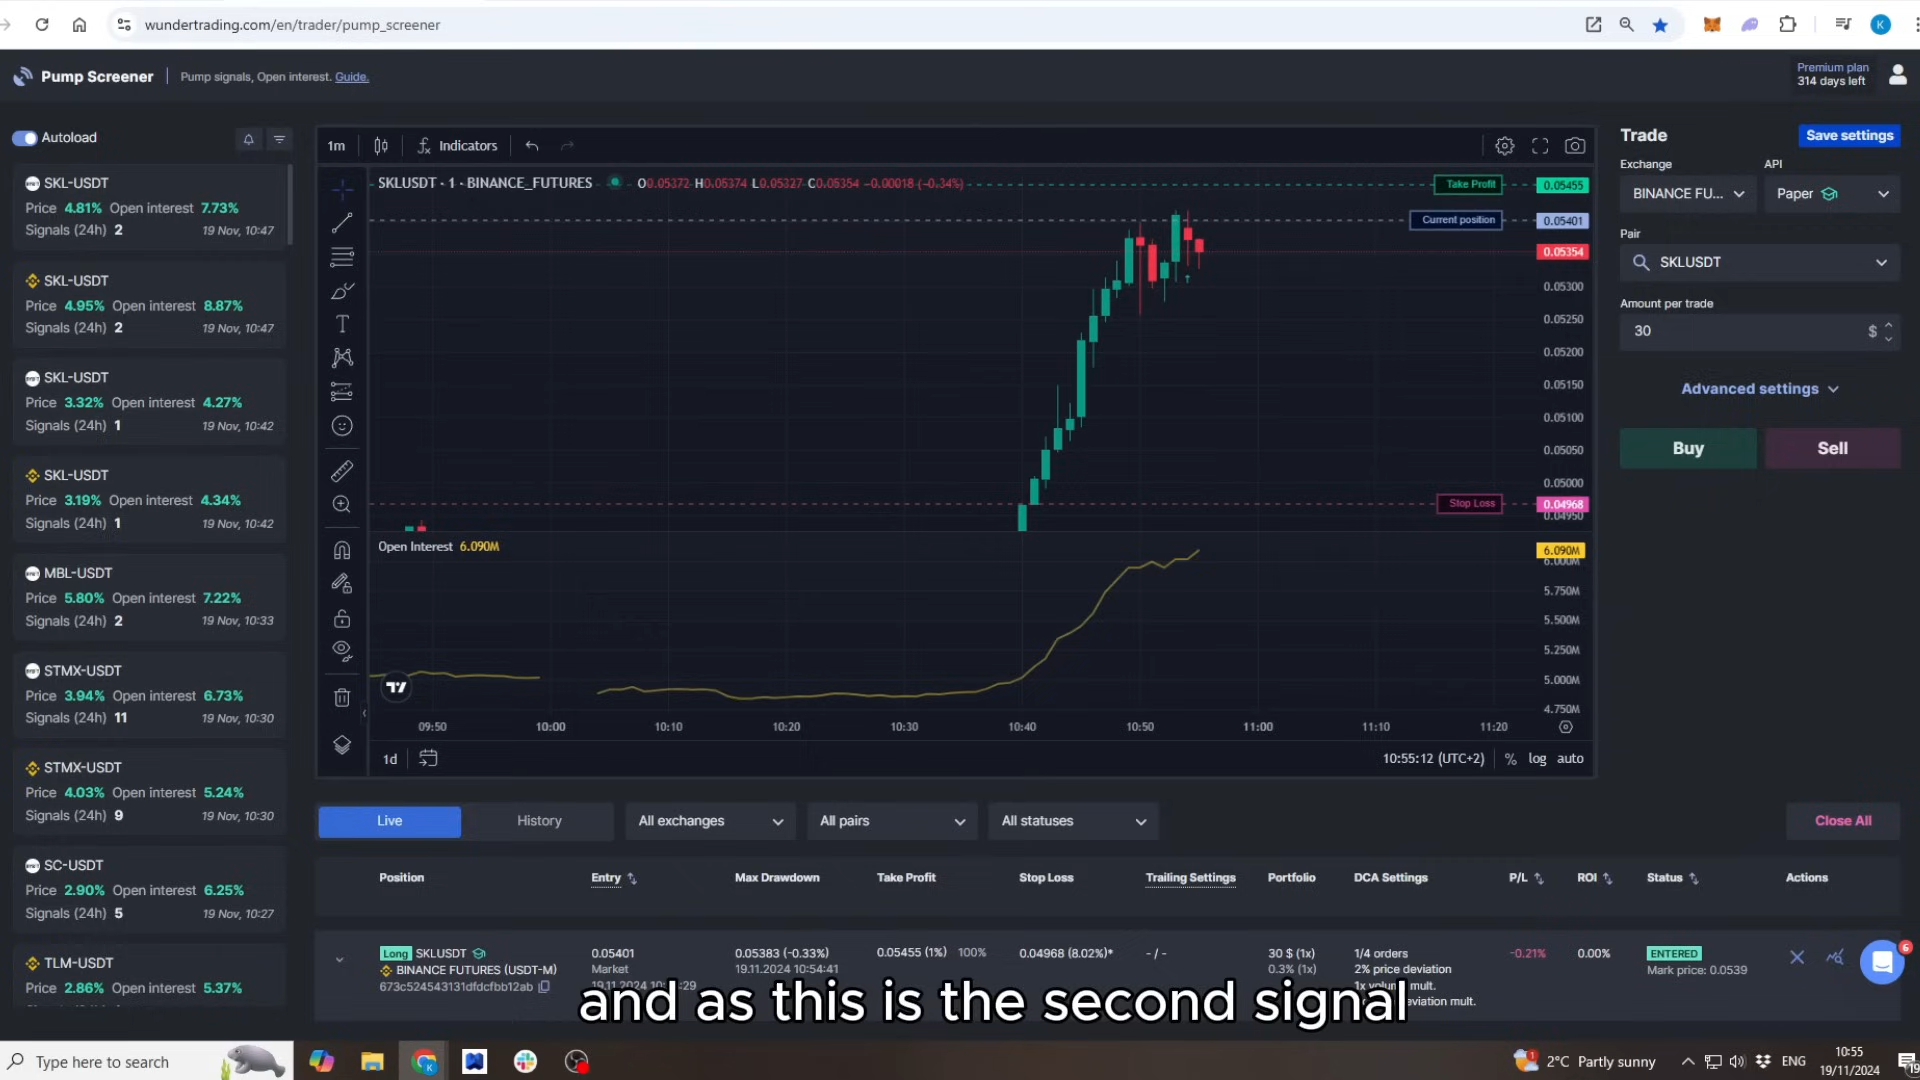 wundertrading.com/en/trader/pump_screener
K
Pump Screener
Pump signals, Open interest. Guide.
Premium plan
314 days left
Autoload
SKL-USDT
Price 4.81% Open interest 7.73%
Signals (24h) 2 19 Nov, 10:47
SKL-USDT
Price 4.95% Open interest 8.87%
Signals (24h) 2 19 Nov, 10:47
SKL-USDT
Price 3.32% Open interest 4.27%
Signals (24h) 1 19 Nov, 10:42
SKL-USDT
Price 3.19% Open interest 4.34%
Signals (24h) 1 19 Nov, 10:42
MBL-USDT
Price 5.80% Open interest 7.22%
Signals (24h) 2 19 Nov, 10:33
STMX-USDT
Price 3.94% Open interest 6.73%
Signals (24h) 11 19 Nov, 10:30
STMX-USDT
Price 4.03% Open interest 5.24%
Signals (24h) 9 19 Nov, 10:30
SC-USDT
Price 2.90% Open interest 6.25%
Signals (24h) 5 19 Nov, 10:27
TLM-USDT
Price 2.86% Open interest 5.37%
1m Indicators
SKLUSDT · 1 · BINANCE_FUTURES O0.05372 H0.05374 L0.05327 C0.05354 -0.00018 (-0.34%)
Take Profit 0.05455
Current position 0.05401
0.05354
0.05300
0.05250
0.05200
0.05150
0.05100
0.05050
0.05000
Stop Loss 0.04968
0.04950
Open Interest 6.090M
6.090M
6.000M
5.750M
5.500M
5.250M
5.000M
4.750M
09:50 10:00 10:10 10:20 10:30 10:40 10:50 11:00 11:10 11:20
1d 10:55:12 (UTC+2) % log auto
Trade Save settings
Exchange API
BINANCE FU... Paper
Pair
SKLUSDT
Amount per trade
30 $
Advanced settings
Buy Sell
Live History All exchanges All pairs All statuses Close All
Position Entry Max Drawdown Take Profit Stop Loss Trailing Settings Portfolio DCA Settings P/L ROI Status Actions
Long SKLUSDT 0.05401 0.05383 (-0.33%) 0.05455 (1%) 100% 0.04968 (8.02%)* - / - 30 $ (1x) 1/4 orders -0.21% 0.00% ENTERED
BINANCE FUTURES (USDT-M) Market 19.11.2024 10:54:41 0.3% (1x) 2% price deviation Mark price: 0.0539
673c524543131dfdcfbb12ab
6
and as this is the second signal
Type here to search
2°C Partly sunny
ENG
10:55
19/11/2024